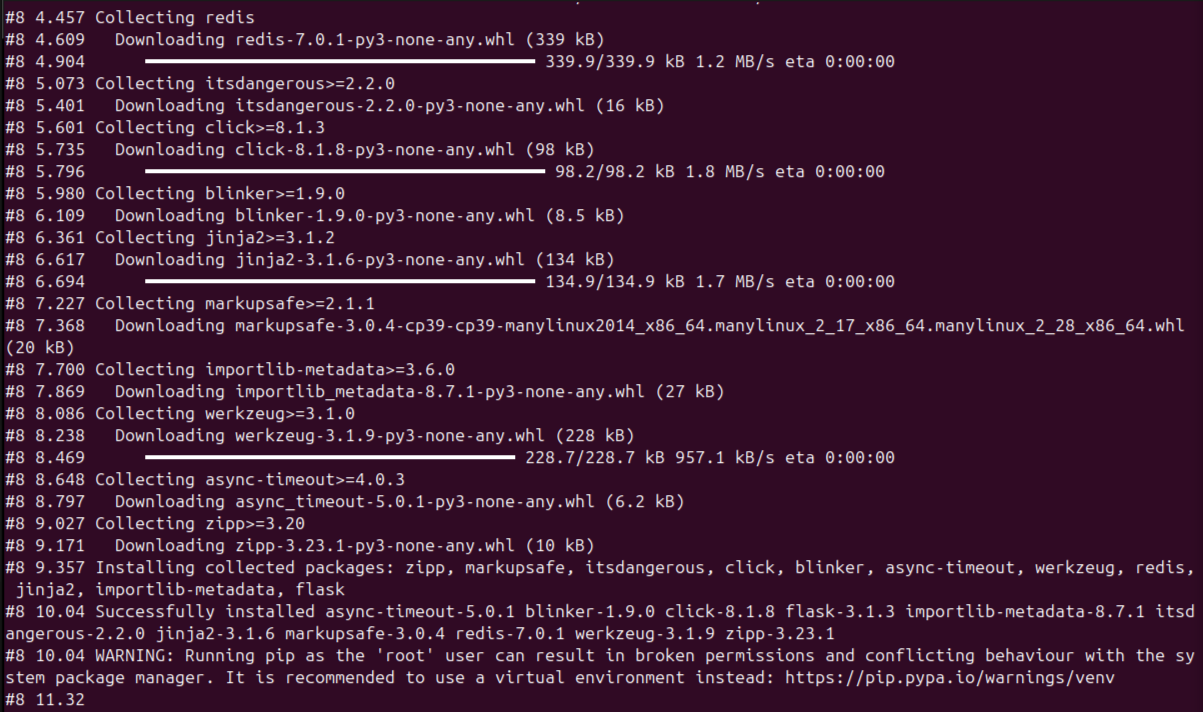 #8 4.457 Collecting redis
#8 4.609   Downloading redis-7.0.1-py3-none-any.whl (339 kB)
#8 4.904      339.9/339.9 kB 1.2 MB/s eta 0:00:00
#8 5.073 Collecting itsdangerous>=2.2.0
#8 5.401   Downloading itsdangerous-2.2.0-py3-none-any.whl (16 kB)
#8 5.601 Collecting click>=8.1.3
#8 5.735   Downloading click-8.1.8-py3-none-any.whl (98 kB)
#8 5.796      98.2/98.2 kB 1.8 MB/s eta 0:00:00
#8 5.980 Collecting blinker>=1.9.0
#8 6.109   Downloading blinker-1.9.0-py3-none-any.whl (8.5 kB)
#8 6.361 Collecting jinja2>=3.1.2
#8 6.617   Downloading jinja2-3.1.6-py3-none-any.whl (134 kB)
#8 6.694      134.9/134.9 kB 1.7 MB/s eta 0:00:00
#8 7.227 Collecting markupsafe>=2.1.1
#8 7.368   Downloading markupsafe-3.0.4-cp39-cp39-manylinux2014_x86_64.manylinux_2_17_x86_64.manylinux_2_28_x86_64.whl
(20 kB)
#8 7.700 Collecting importlib-metadata>=3.6.0
#8 7.869   Downloading importlib_metadata-8.7.1-py3-none-any.whl (27 kB)
#8 8.086 Collecting werkzeug>=3.1.0
#8 8.238   Downloading werkzeug-3.1.9-py3-none-any.whl (228 kB)
#8 8.469      228.7/228.7 kB 957.1 kB/s eta 0:00:00
#8 8.648 Collecting async-timeout>=4.0.3
#8 8.797   Downloading async_timeout-5.0.1-py3-none-any.whl (6.2 kB)
#8 9.027 Collecting zipp>=3.20
#8 9.171   Downloading zipp-3.23.1-py3-none-any.whl (10 kB)
#8 9.357 Installing collected packages: zipp, markupsafe, itsdangerous, click, blinker, async-timeout, werkzeug, redis,
 jinja2, importlib-metadata, flask
#8 10.04 Successfully installed async-timeout-5.0.1 blinker-1.9.0 click-8.1.8 flask-3.1.3 importlib-metadata-8.7.1 itsd
angerous-2.2.0 jinja2-3.1.6 markupsafe-3.0.4 redis-7.0.1 werkzeug-3.1.9 zipp-3.23.1
#8 10.04 WARNING: Running pip as the 'root' user can result in broken permissions and conflicting behaviour with the sy
stem package manager. It is recommended to use a virtual environment instead: https://pip.pypa.io/warnings/venv
#8 11.32